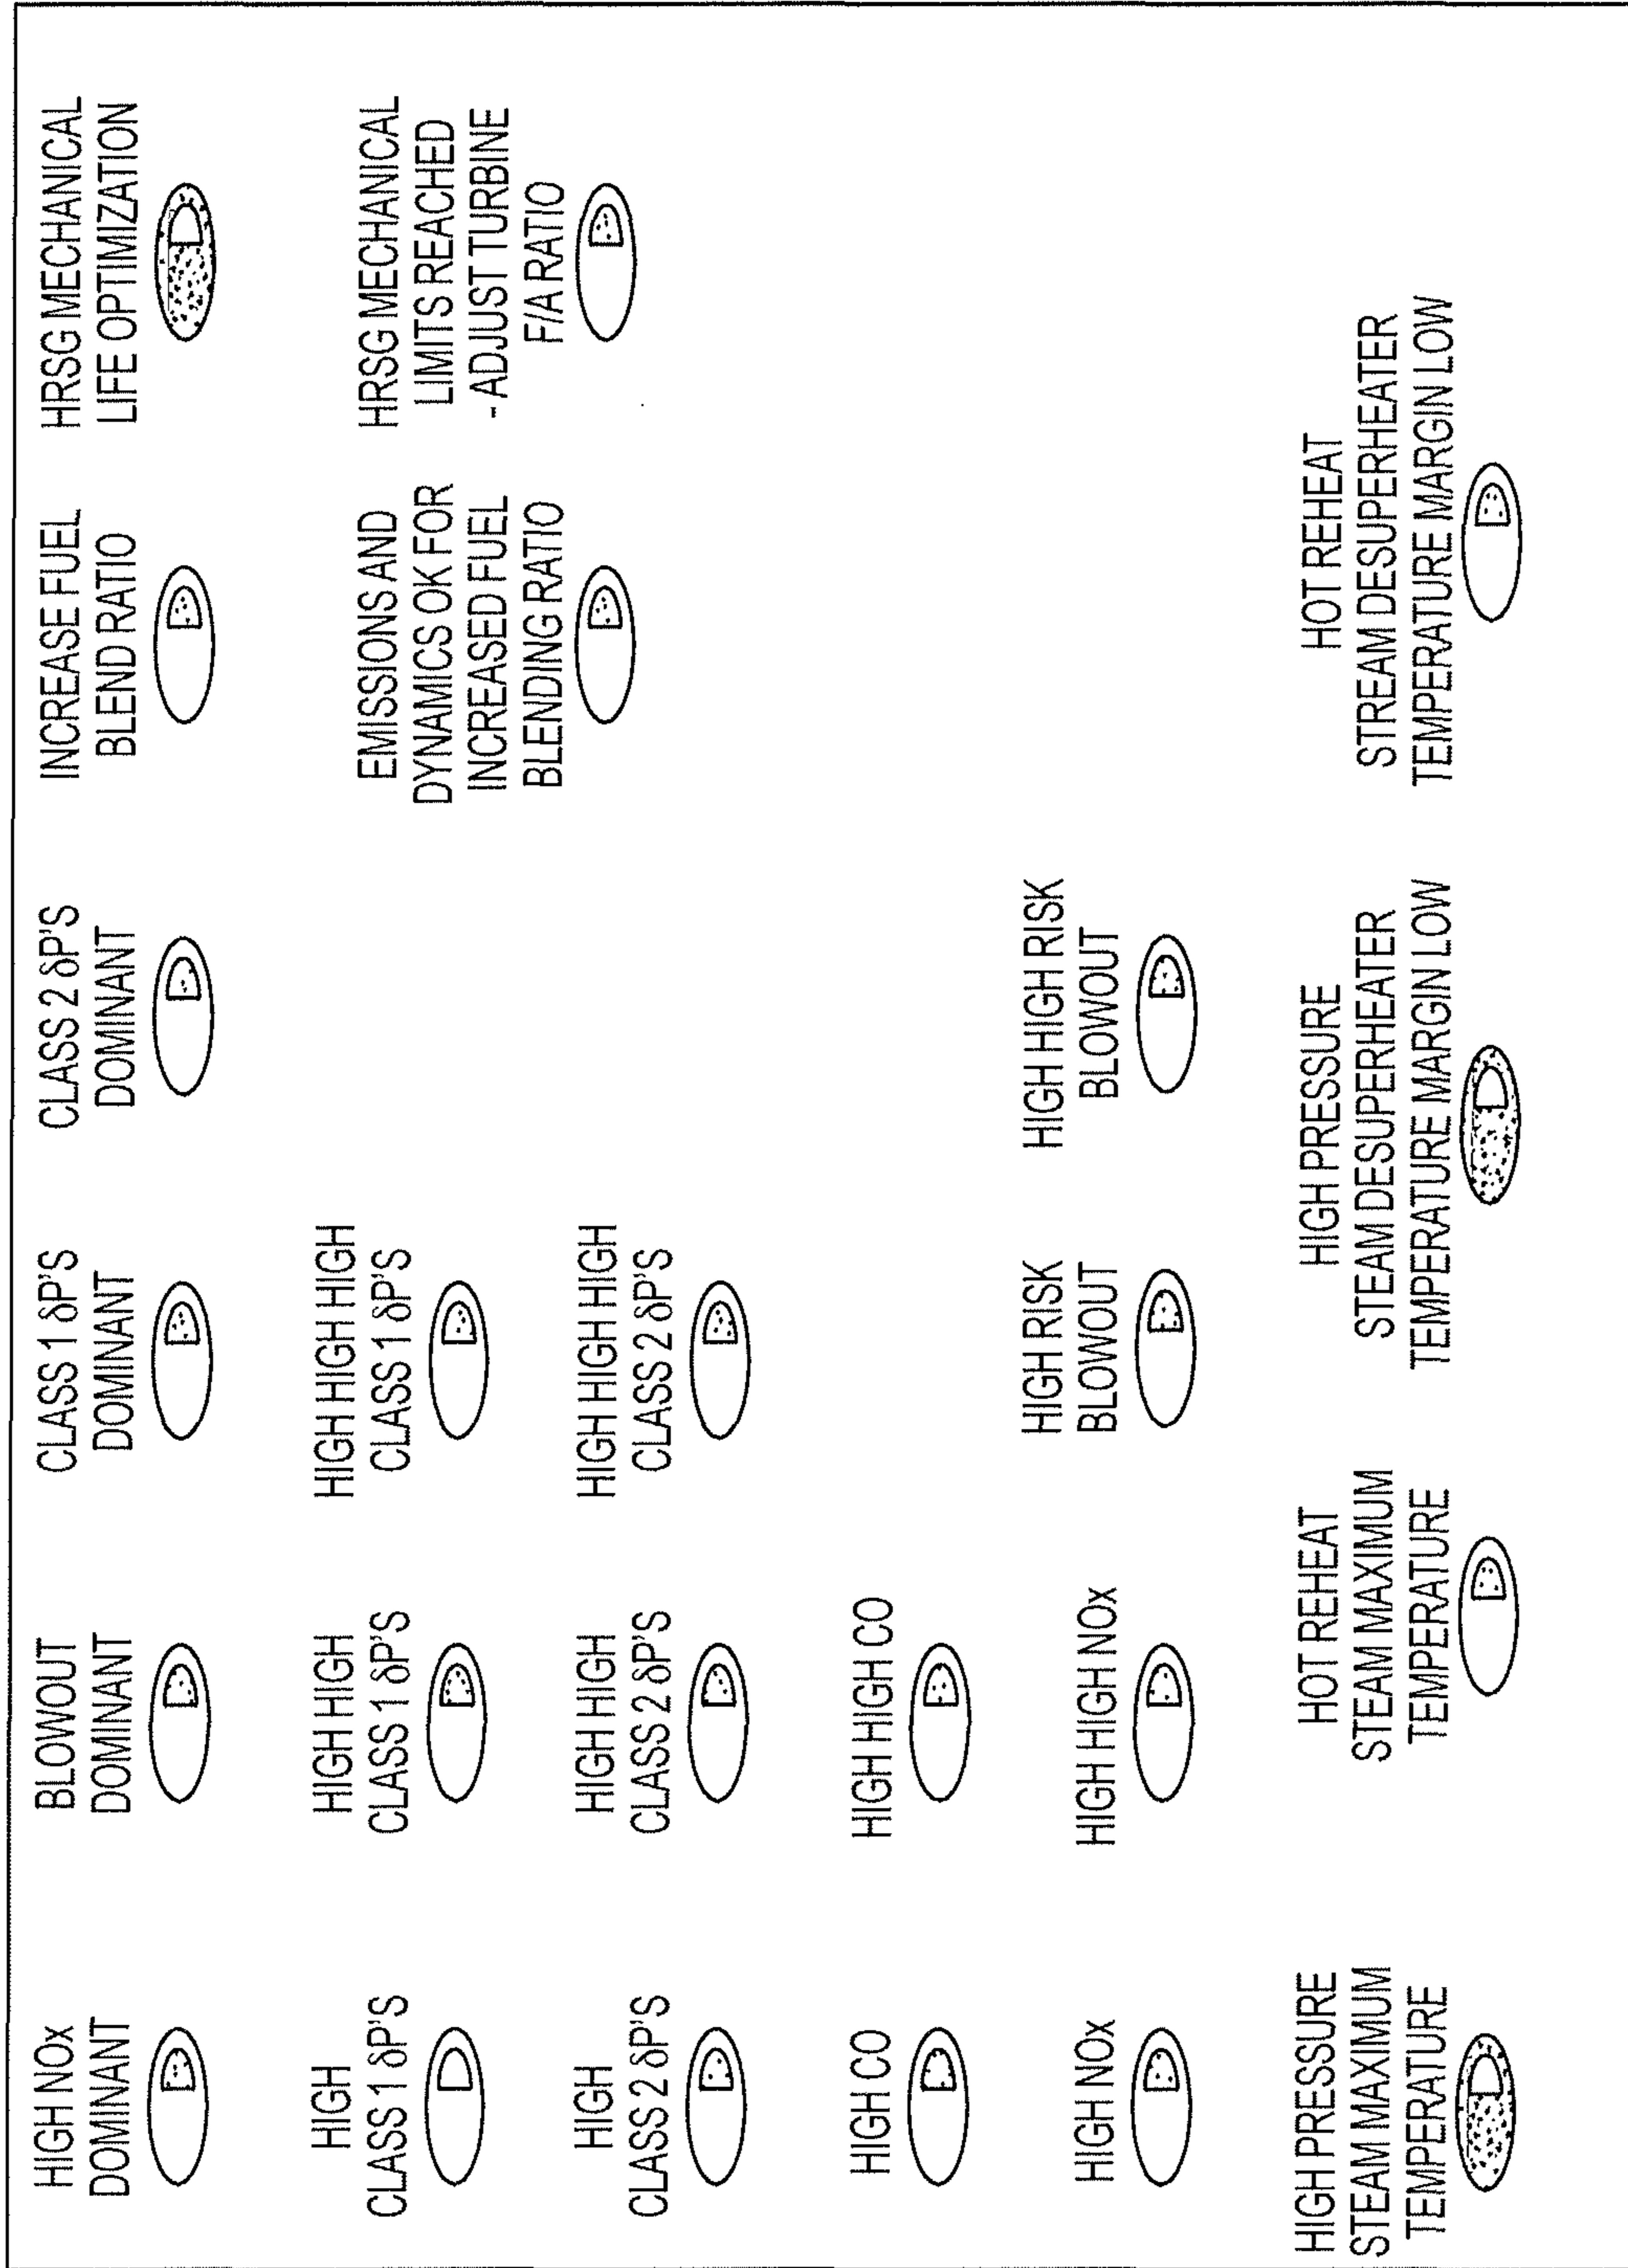 HIGH NOx
DOMINANT
BLOWOUT
DOMINANT
CLASS 1 δP'S
DOMINANT
CLASS 2 δP'S
DOMINANT
INCREASE FUEL
BLEND RATIO
HRSG MECHANICAL
LIFE OPTIMIZATION
HIGH
CLASS 1 δP'S
HIGH HIGH
CLASS 1 δP'S
HIGH HIGH HIGH
CLASS 1 δP'S
EMISSIONS AND
DYNAMICS OK FOR
INCREASED FUEL
BLENDING RATIO
HRSG MECHANICAL
LIMITS REACHED
- ADJUST TURBINE
F/A RATIO
HIGH
CLASS 2 δP'S
HIGH HIGH
CLASS 2 δP'S
HIGH HIGH HIGH
CLASS 2 δP'S
HIGH CO
HIGH HIGH CO
HIGH NOx
HIGH HIGH NOx
HIGH RISK
BLOWOUT
HIGH HIGH RISK
BLOWOUT
HIGH PRESSURE
STEAM MAXIMUM
TEMPERATURE
HOT REHEAT
STEAM MAXIMUM
TEMPERATURE
HIGH PRESSURE
STEAM DESUPERHEATER
TEMPERATURE MARGIN LOW
HOT REHEAT
STREAM DESUPERHEATER
TEMPERATURE MARGIN LOW